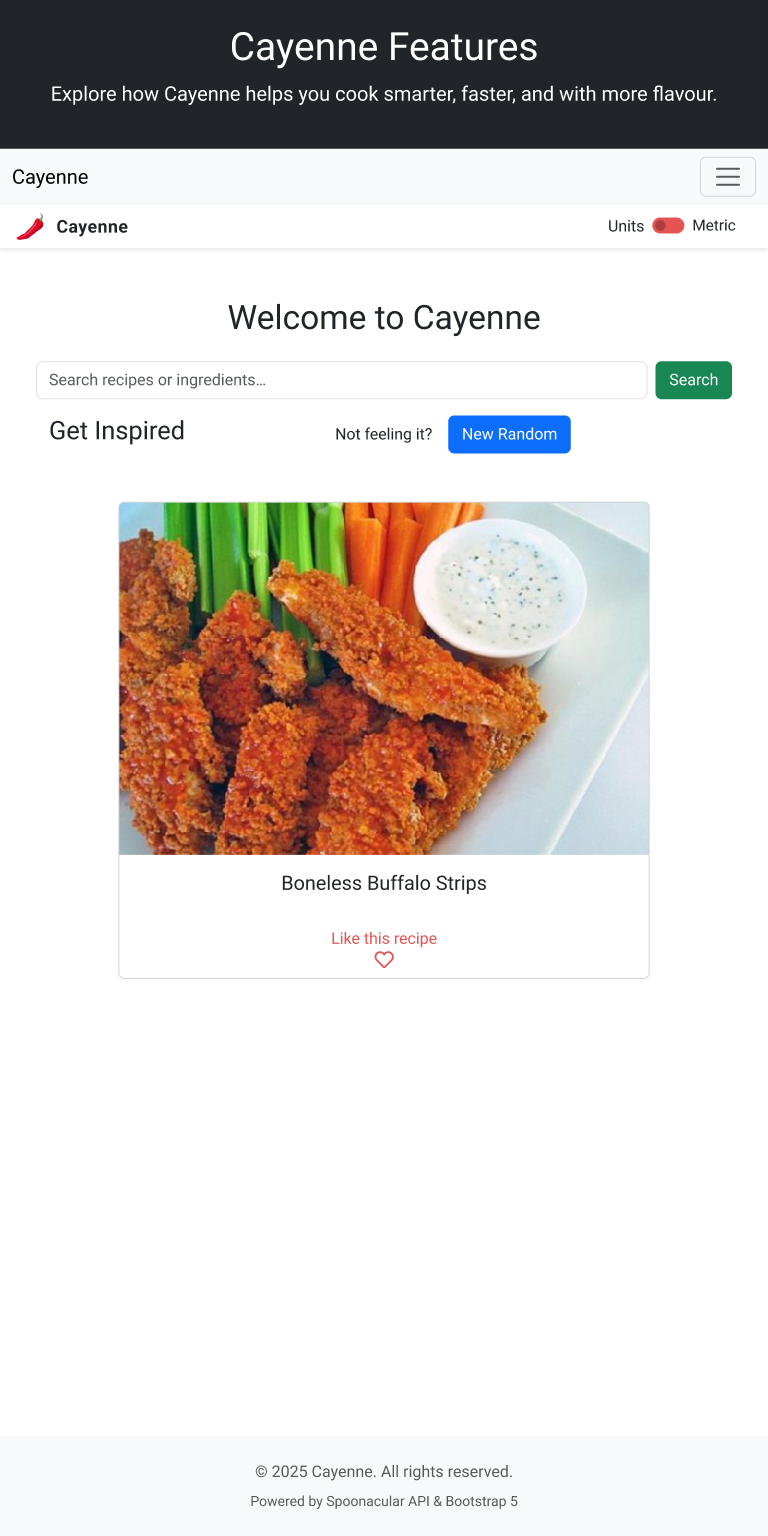 Cayenne Features
Explore how Cayenne helps you cook smarter, faster, and with more flavour.
Cayenne
Cayenne
Units Metric
Welcome to Cayenne
Search recipes or ingredients…
Search
Get Inspired
Not feeling it? New Random
Boneless Buffalo Strips
Like this recipe
© 2025 Cayenne. All rights reserved.
Powered by Spoonacular API & Bootstrap 5